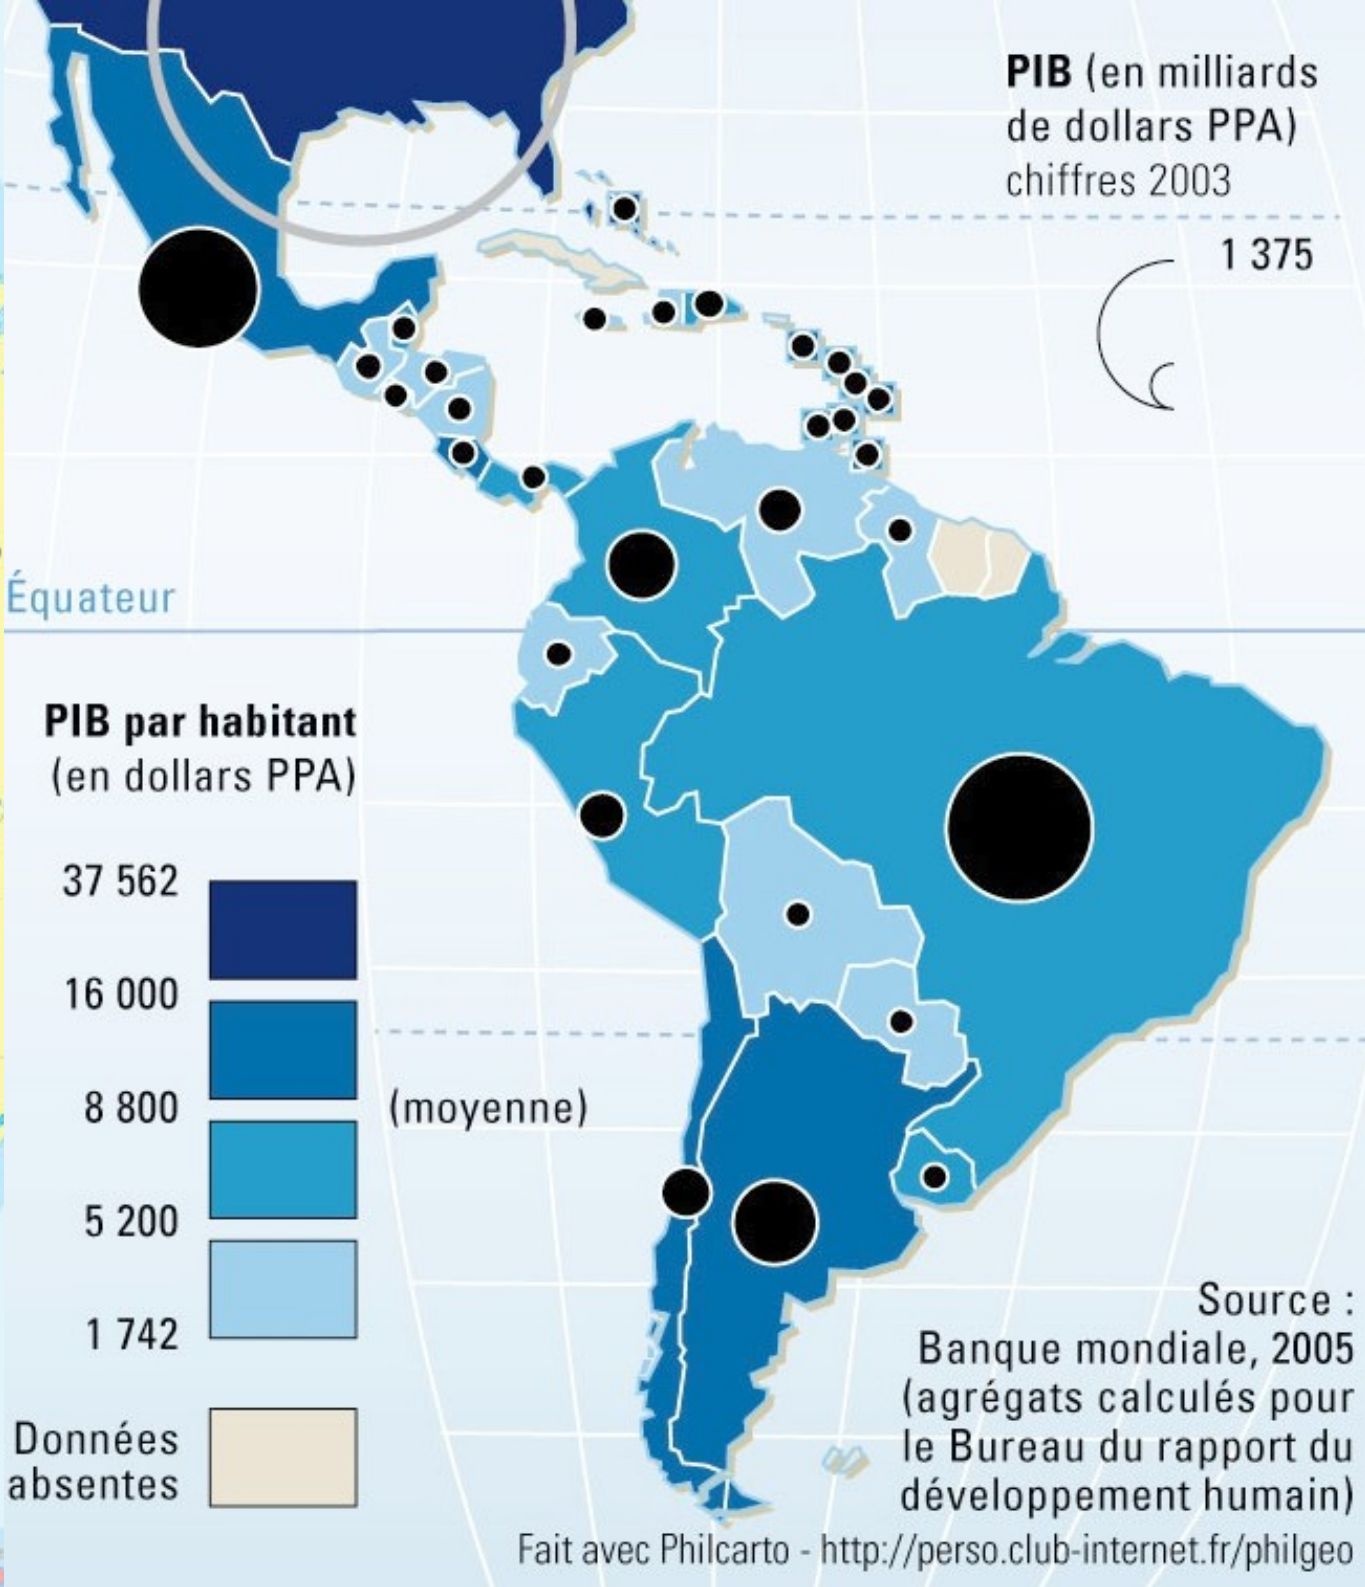 PIB (en milliards
de dollars PPA)
chiffres 2003
1 375
Équateur
PIB par habitant
(en dollars PPA)
37 562
16 000
8 800
(moyenne)
5 200
1 742
Données
absentes
Source :
Banque mondiale, 2005
(agrégats calculés pour
le Bureau du rapport du
développement humain)
Fait avec Philcarto - http://perso.club-internet.fr/philgeo